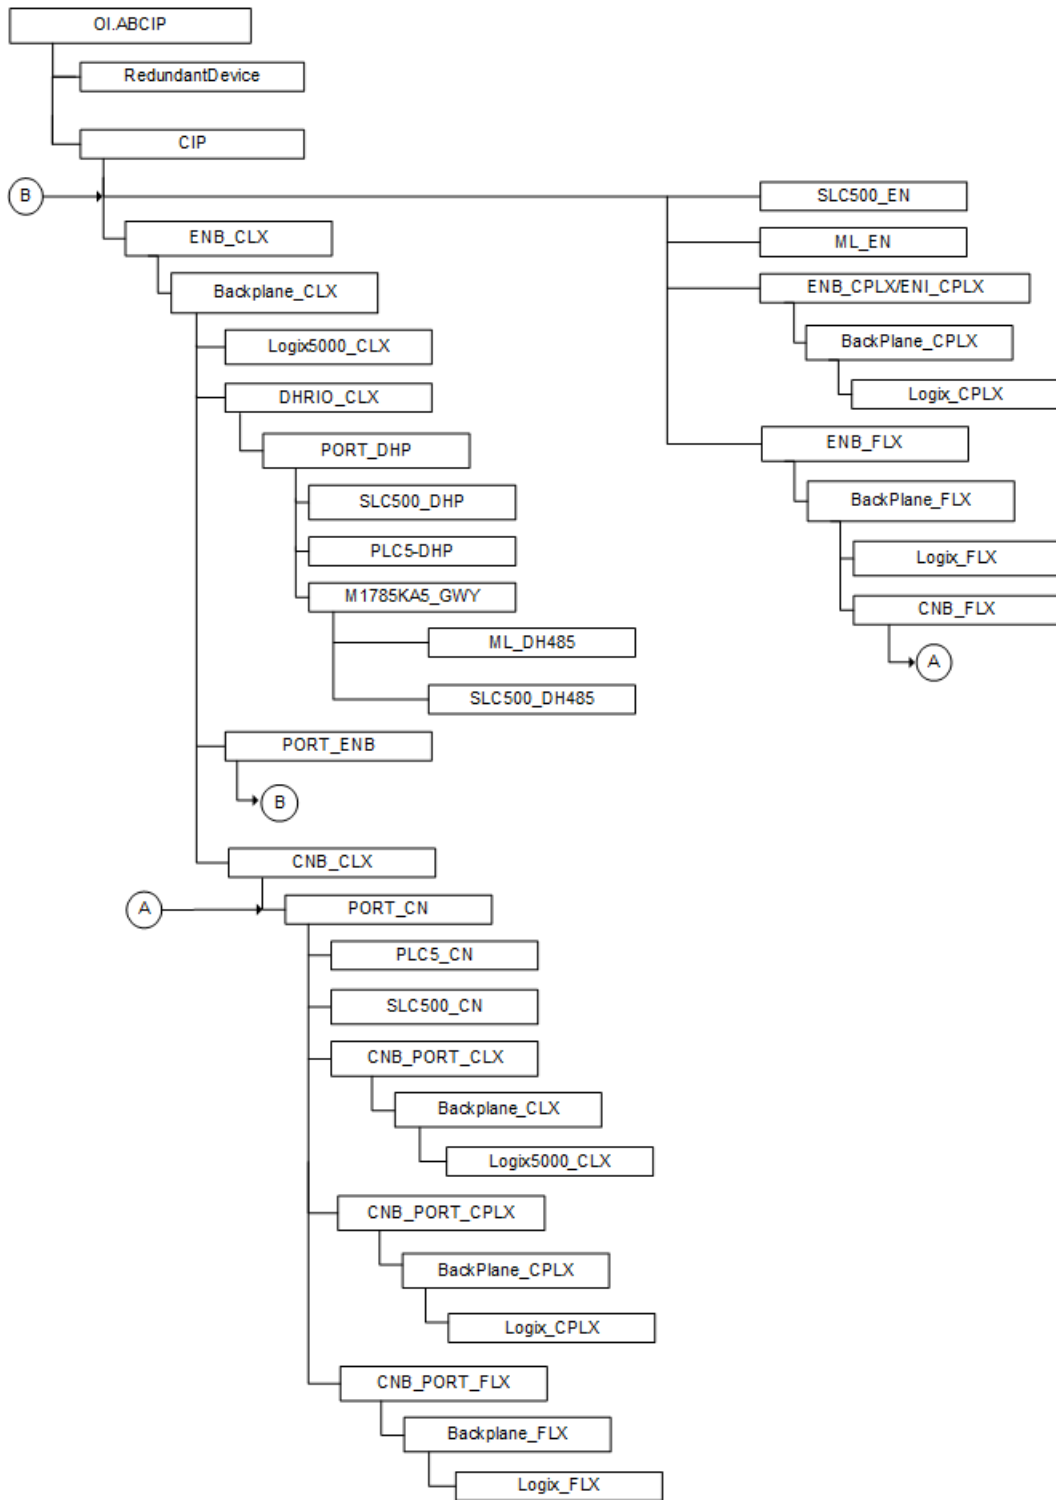 OI.ABCIP
RedundantDevice
CIP
B
ENB_CLX
Backplane_CLX
Logix5000_CLX
DHRIO_CLX
PORT_DHP
SLC500_DHP
PLC5-DHP
M1785KA5_GWY
ML_DH485
SLC500_DH485
PORT_ENB
B
CNB_CLX
A
PORT_CN
PLC5_CN
SLC500_CN
CNB_PORT_CLX
Backplane_CLX
Logix5000_CLX
CNB_PORT_CPLX
BackPlane_CPLX
Logix_CPLX
CNB_PORT_FLX
Backplane_FLX
Logix_FLX
SLC500_EN
ML_EN
ENB_CPLX/ENI_CPLX
BackPlane_CPLX
Logix_CPLX
ENB_FLX
BackPlane_FLX
Logix_FLX
CNB_FLX
A